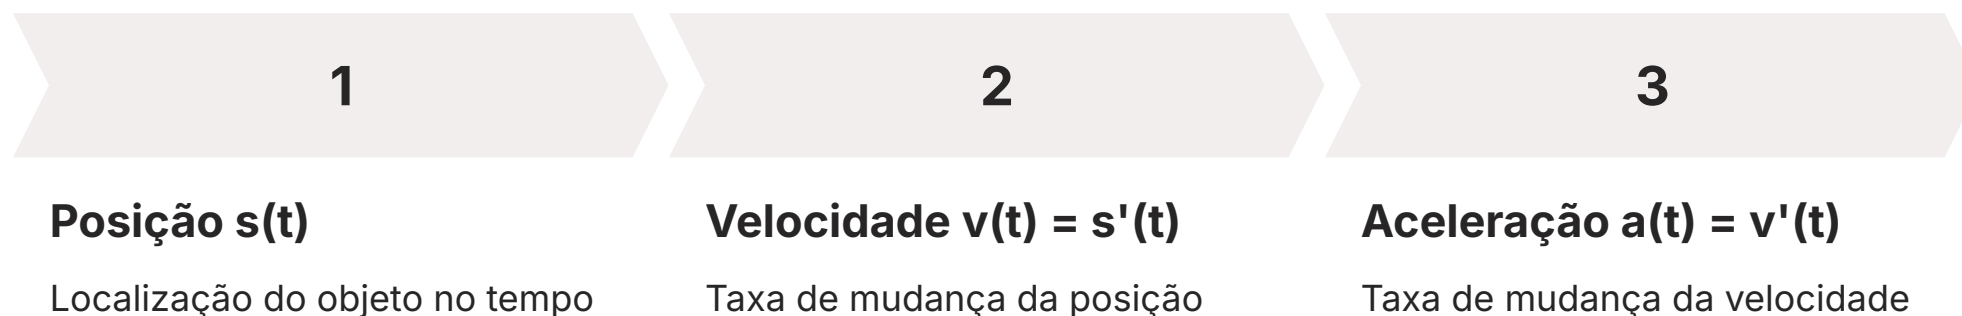 1
2
3
Posição s(t)
Velocidade v(t) = s'(t)
Aceleração a(t) = v'(t)
Localização do objeto no tempo
Taxa de mudança da posição
Taxa de mudança da velocidade